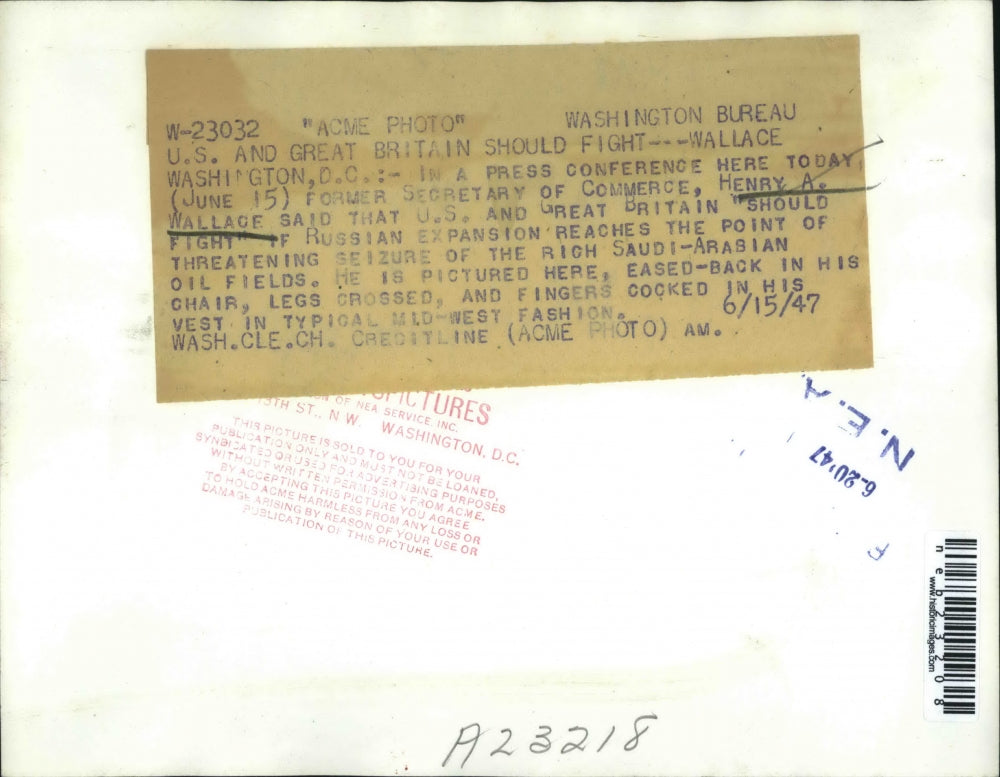 W-23032 "ACME PHOTO" WASHINGTON BUREAU
U.S. AND GREAT BRITAIN SHOULD FIGHT---WALLACE
WASHINGTON,D.C.:- IN A PRESS CONFERENCE HERE TODAY,
(JUNE 15) FORMER SECRETARY OF COMMERCE, HENRY A.
WALLACE SAID THAT U.S. AND GREAT BRITAIN "SHOULD
FIGHT" IF RUSSIAN EXPANSION REACHES THE POINT OF
THREATENING SEIZURE OF THE RICH SAUDI-ARABIAN
OIL FIELDS. HE IS PICTURED HERE, EASED-BACK IN HIS
CHAIR, LEGS CROSSED, AND FINGERS COCKED IN HIS
VEST IN TYPICAL MID-WEST FASHION. 6/15/47
WASH.CLE.CH. CREDITLINE (ACME PHOTO) AM.
PICTURES
OF NEA SERVICE, INC.
13TH ST., N.W. WASHINGTON, D.C.
THIS PICTURE IS SOLD TO YOU FOR YOUR
PUBLICATION ONLY AND MUST NOT BE LOANED,
SYNDICATED OR USED FOR ADVERTISING PURPOSES
WITHOUT WRITTEN PERMISSION FROM ACME.
BY ACCEPTING THIS PICTURE YOU AGREE
TO HOLD ACME HARMLESS FROM ANY LOSS OR
DAMAGE ARISING BY REASON OF YOUR USE OR
PUBLICATION OF THIS PICTURE.
N.E.A.
6-20'47
F
neb23208
www.historicimages.com
A23218